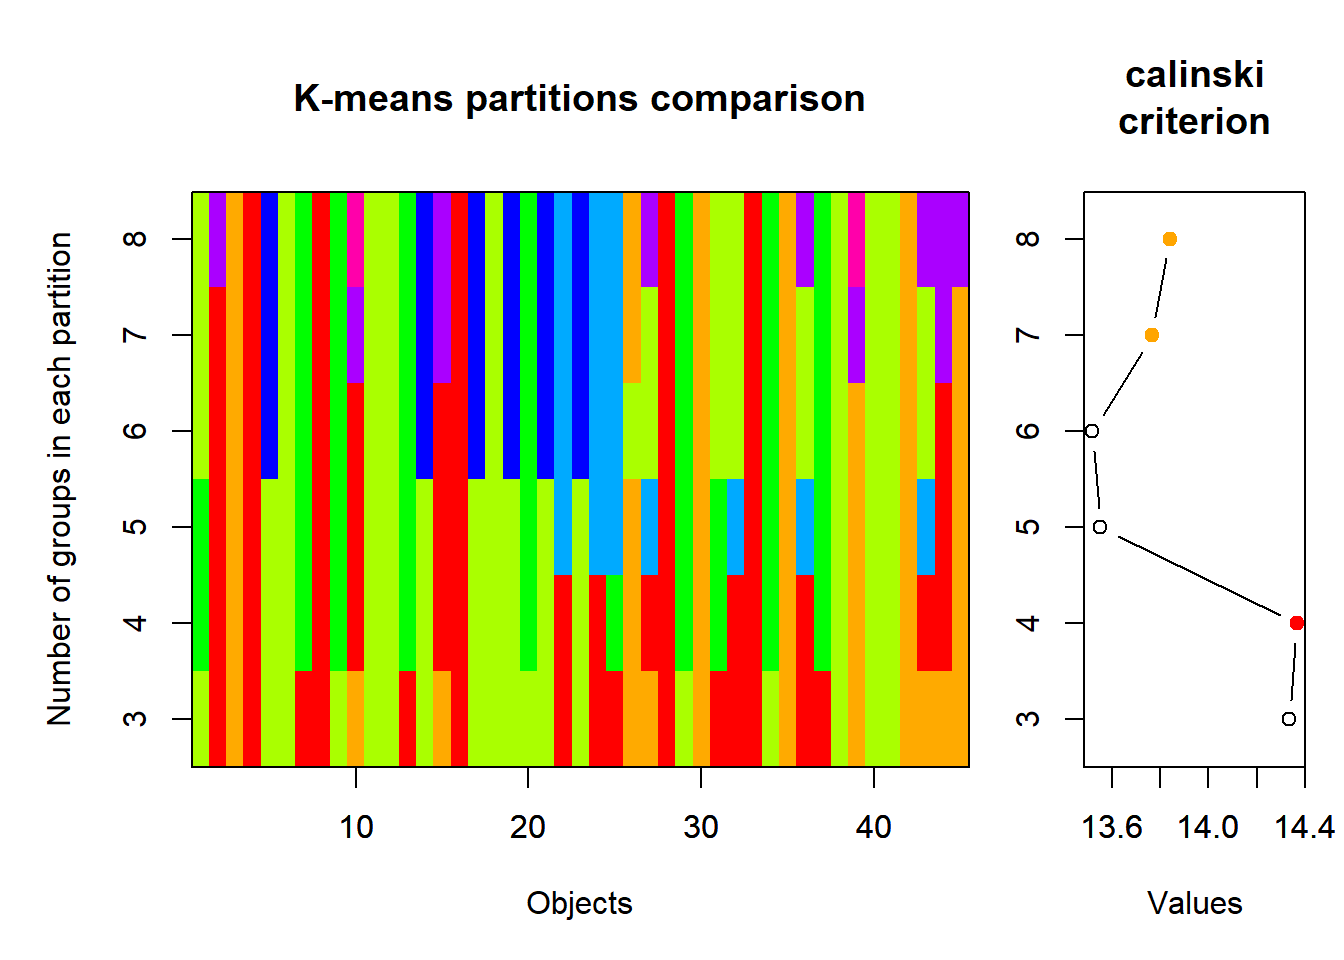 K-means partitions comparison
calinski
criterion
Number of groups in each partition
8
7
6
5
4
3
10 20 30 40
Objects
8
7
6
5
4
3
13.6 14.0 14.4
Values